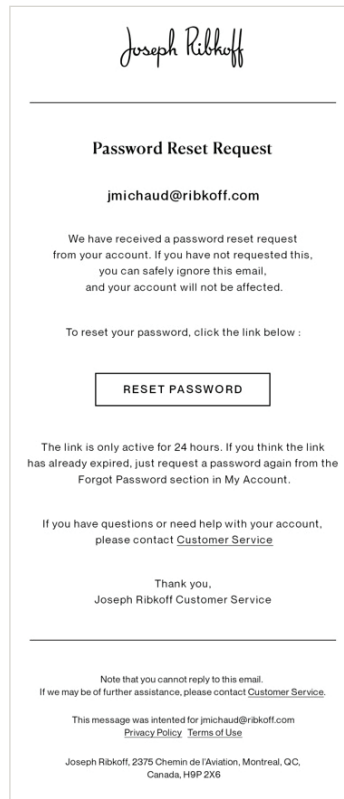 Joseph Ribkoff
Password Reset Request
jmichaud@ribkoff.com
We have received a password reset request
from your account. If you have not requested this,
you can safely ignore this email,
and your account will not be affected.
To reset your password, click the link below :
RESET PASSWORD
The link is only active for 24 hours. If you think the link
has already expired, just request a password again from the
Forgot Password section in My Account.
If you have questions or need help with your account,
please contact Customer Service
Thank you,
Joseph Ribkoff Customer Service
Note that you cannot reply to this email.
If we may be of further assistance, please contact Customer Service.
This message was intended for jmichaud@ribkoff.com
Privacy Policy Terms of Use
Joseph Ribkoff, 2375 Chemin de l'Aviation, Montreal, QC,
Canada, H9P 2X6